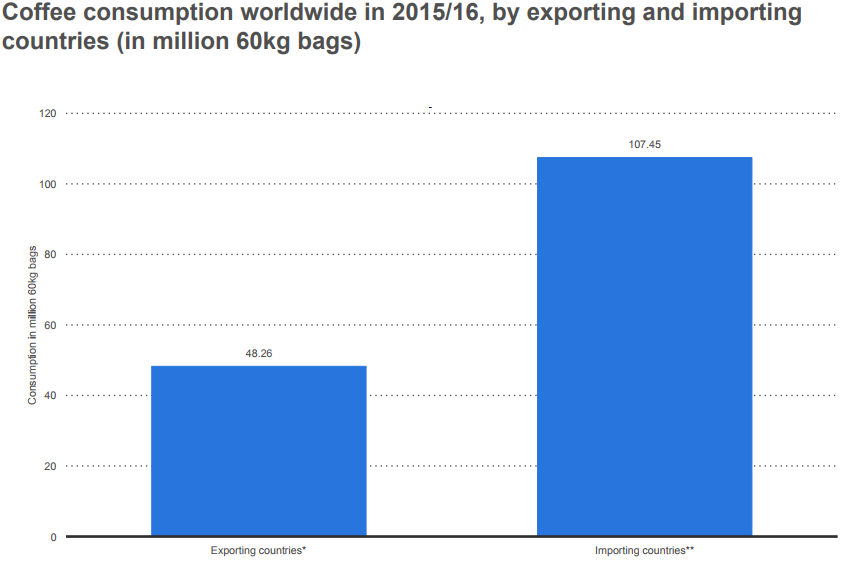 Coffee consumption worldwide in 2015/16, by exporting and importing
countries (in million 60kg bags)
-
120
107.45
100
80
Consumption in million 60kg bags
60
48.26
40
20
0
Exporting countries*
Importing countries**